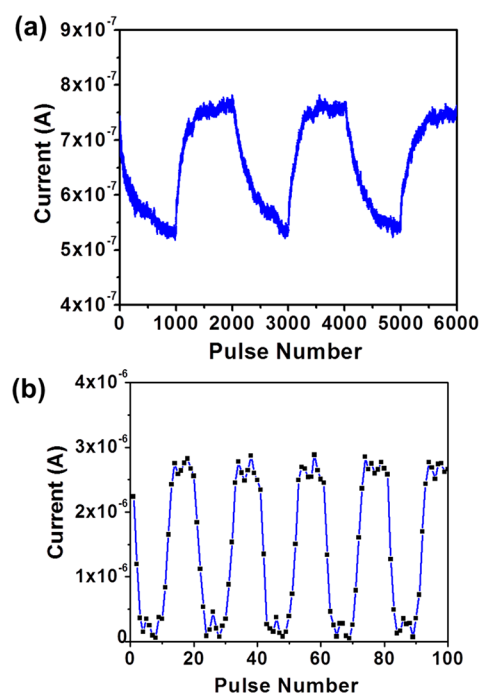 (a)
9x10⁻⁷
8x10⁻⁷
7x10⁻⁷
6x10⁻⁷
5x10⁻⁷
4x10⁻⁷
Current (A)
0 1000 2000 3000 4000 5000 6000
Pulse Number
(b)
4x10⁻⁶
3x10⁻⁶
2x10⁻⁶
1x10⁻⁶
0
Current (A)
0 20 40 60 80 100
Pulse Number